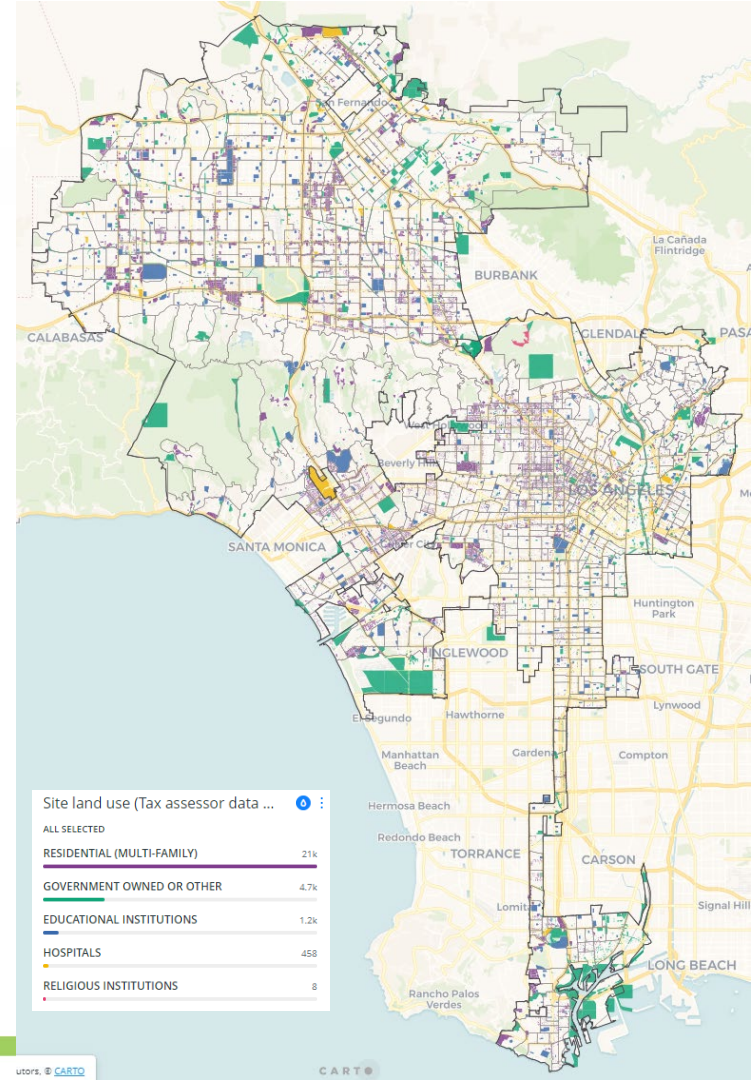 San Fernando
La Cañada
Flintridge
BURBANK
CALABASAS
GLENDAL
PASA
West Hollywood
Beverly Hills
LOS ANGELES
SANTA MONICA
Culver City
Huntington
Park
INGLEWOOD
SOUTH GATE
Lynwood
El Segundo
Hawthorne
Manhattan
Beach
Gardena
Compton
Hermosa Beach
Redondo Beach
TORRANCE
CARSON
Lomita
Signal Hill
LONG BEACH
Rancho Palos
Verdes
Site land use (Tax assessor data ...
ALL SELECTED
RESIDENTIAL (MULTI-FAMILY) 21k
GOVERNMENT OWNED OR OTHER 4.7k
EDUCATIONAL INSTITUTIONS 1.2k
HOSPITALS 458
RELIGIOUS INSTITUTIONS 8
utors, © CARTO
CARTO